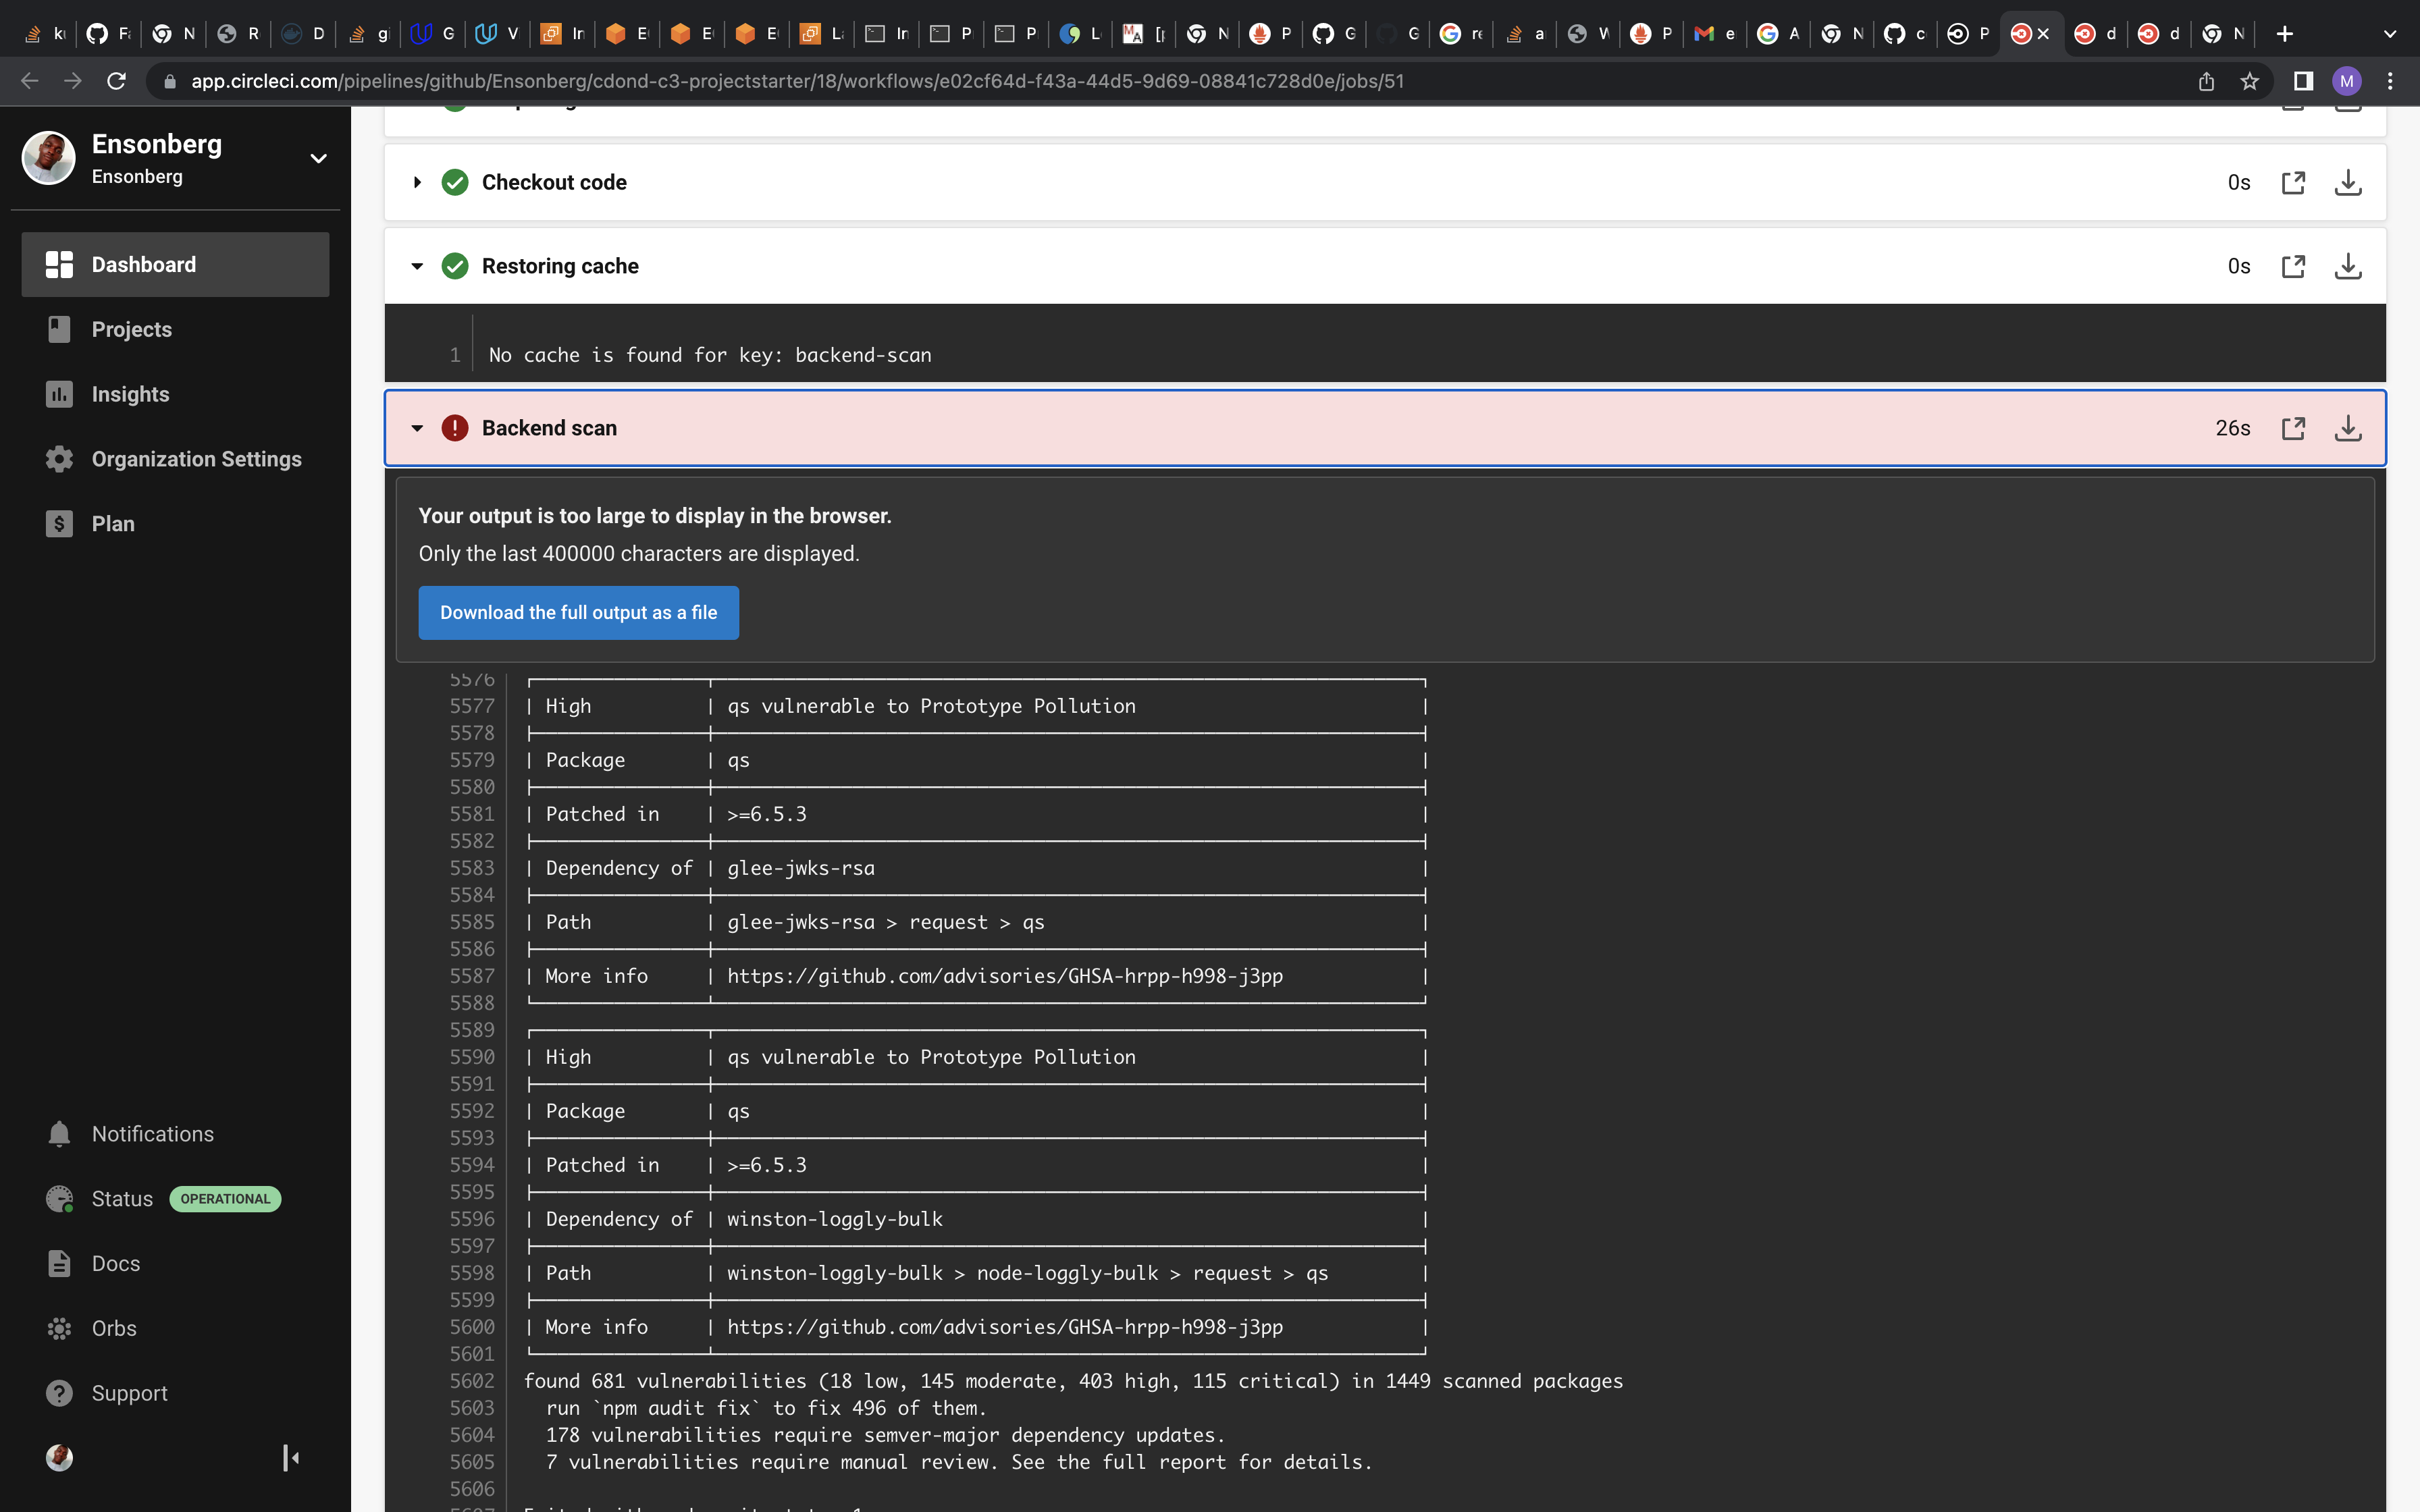 app.circleci.com/pipelines/github/Ensonberg/cdond-c3-projectstarter/18/workflows/e02cf64d-f43a-44d5-9d69-08841c728d0e/jobs/51
M
Ensonberg
Ensonberg
Dashboard
Projects
Insights
Organization Settings
Plan
Notifications
Status OPERATIONAL
Docs
Orbs
Support
Checkout code 0s
Restoring cache 0s
1 No cache is found for key: backend-scan
Backend scan 26s
Your output is too large to display in the browser.
Only the last 400000 characters are displayed.
Download the full output as a file
5576
5577 | High | qs vulnerable to Prototype Pollution |
5578
5579 | Package | qs |
5580
5581 | Patched in | >=6.5.3 |
5582
5583 | Dependency of | glee-jwks-rsa |
5584
5585 | Path | glee-jwks-rsa > request > qs |
5586
5587 | More info | https://github.com/advisories/GHSA-hrpp-h998-j3pp |
5588
5589
5590 | High | qs vulnerable to Prototype Pollution |
5591
5592 | Package | qs |
5593
5594 | Patched in | >=6.5.3 |
5595
5596 | Dependency of | winston-loggly-bulk |
5597
5598 | Path | winston-loggly-bulk > node-loggly-bulk > request > qs |
5599
5600 | More info | https://github.com/advisories/GHSA-hrpp-h998-j3pp |
5601
5602 found 681 vulnerabilities (18 low, 145 moderate, 403 high, 115 critical) in 1449 scanned packages
5603 run `npm audit fix` to fix 496 of them.
5604 178 vulnerabilities require semver-major dependency updates.
5605 7 vulnerabilities require manual review. See the full report for details.
5606